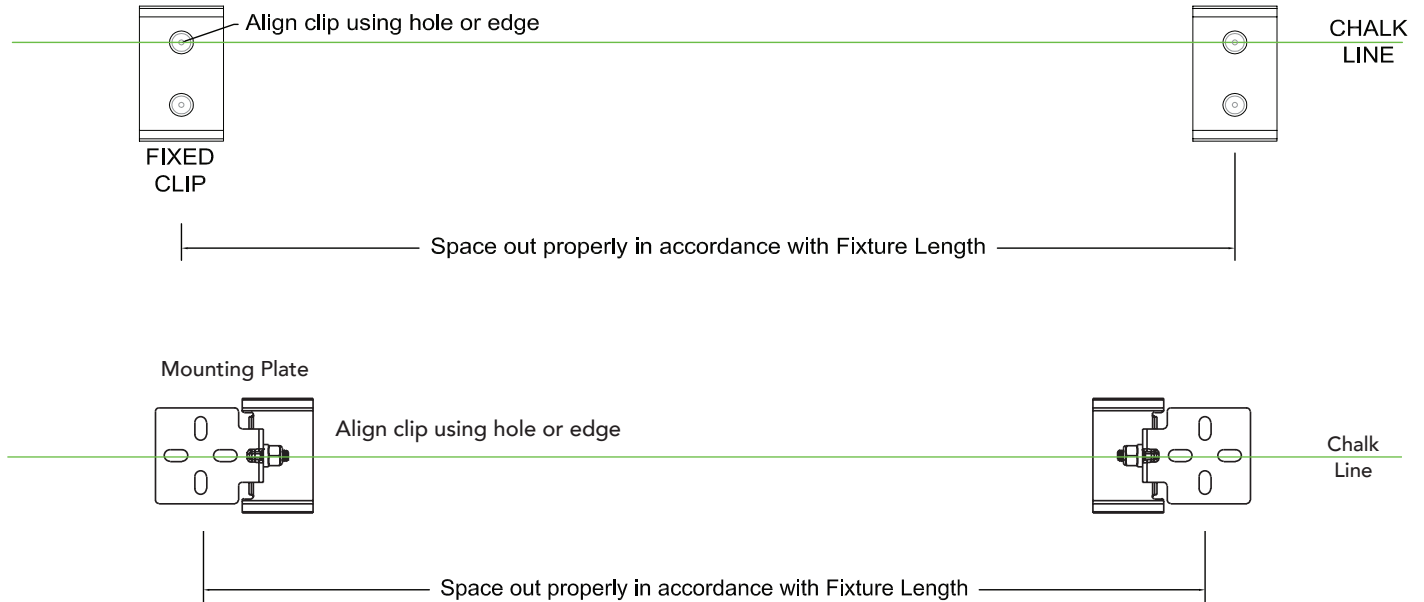 Align clip using hole or edge
CHALK
LINE
FIXED
CLIP
Space out properly in accordance with Fixture Length
Mounting Plate
Align clip using hole or edge
Chalk
Line
Space out properly in accordance with Fixture Length